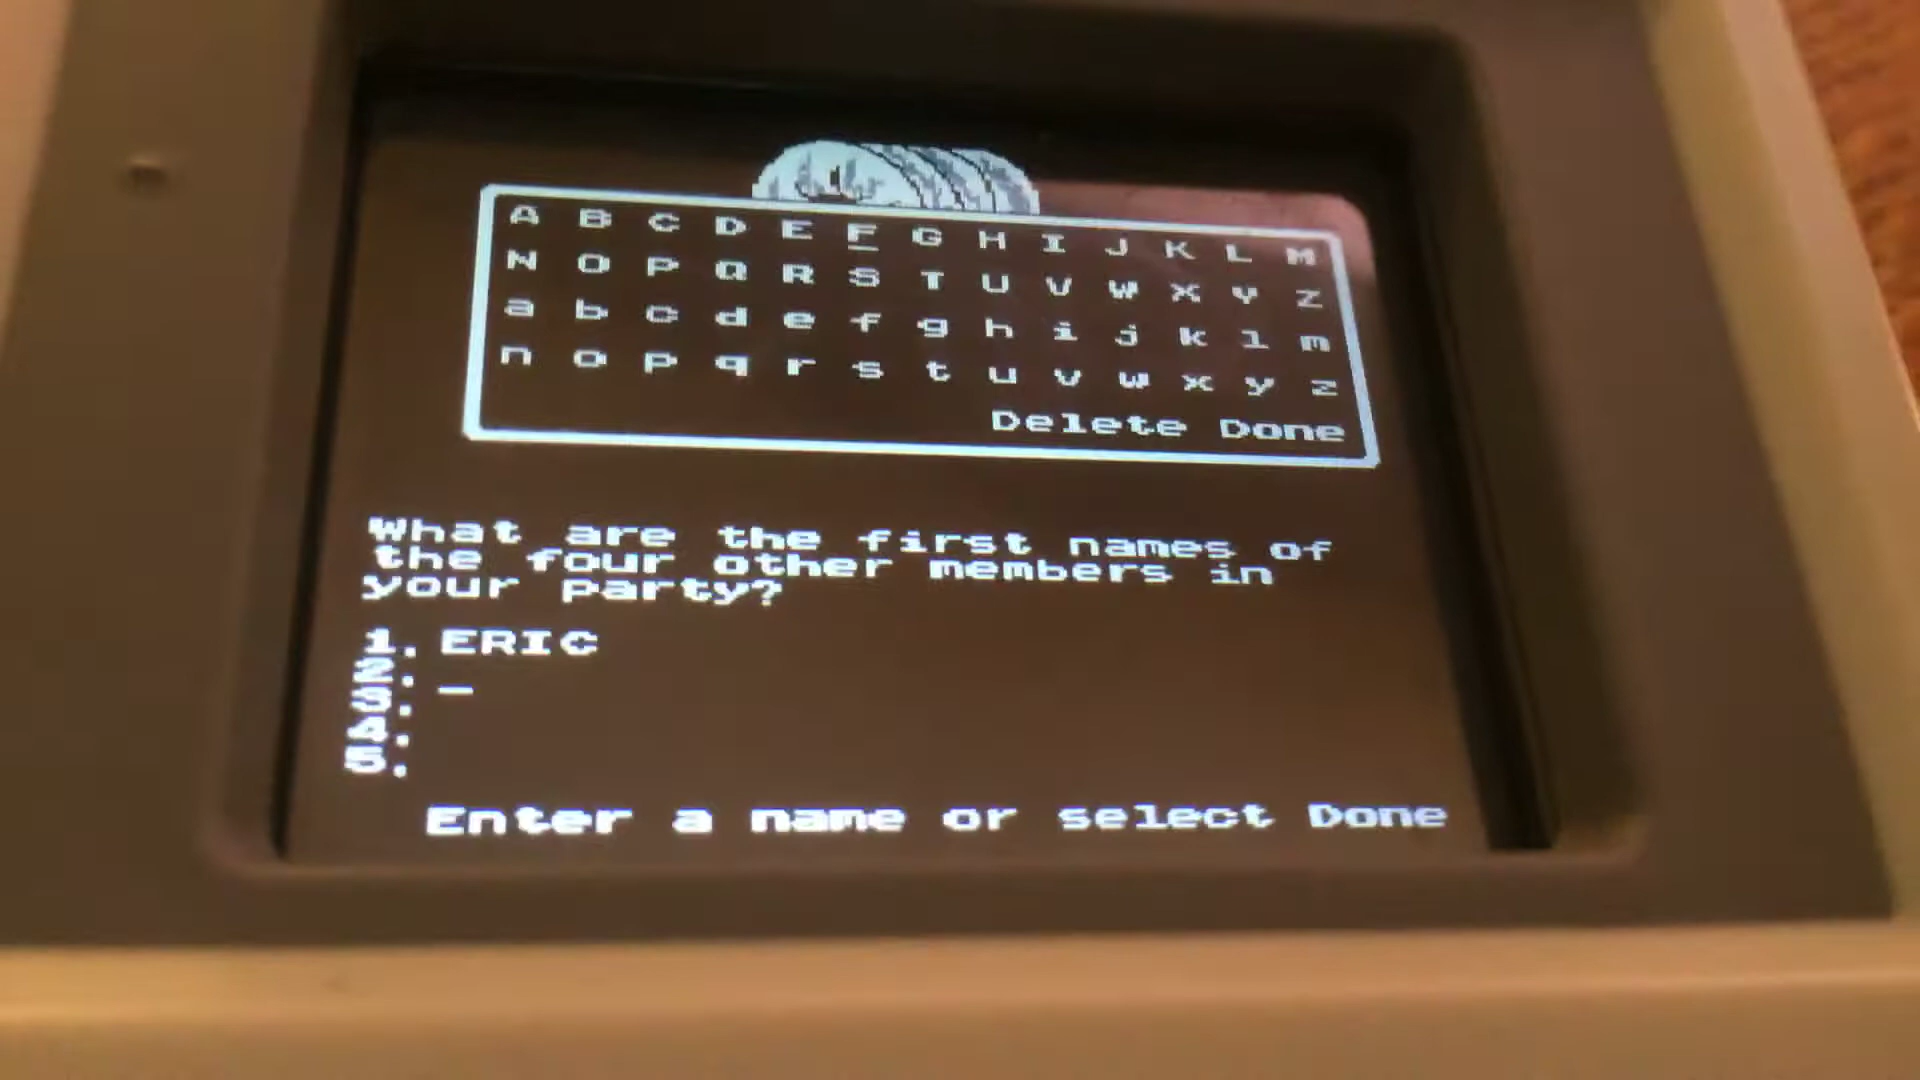 A B C D E F G H I J K L M
N O P Q R S T U V W X Y Z
a b c d e f g h i j k l m
n o p q r s t u v w x y z
Delete Done
What are the first names of
the four other members in
your party?
1. ERIC
2. _
3.
4.
5.
Enter a name or select Done